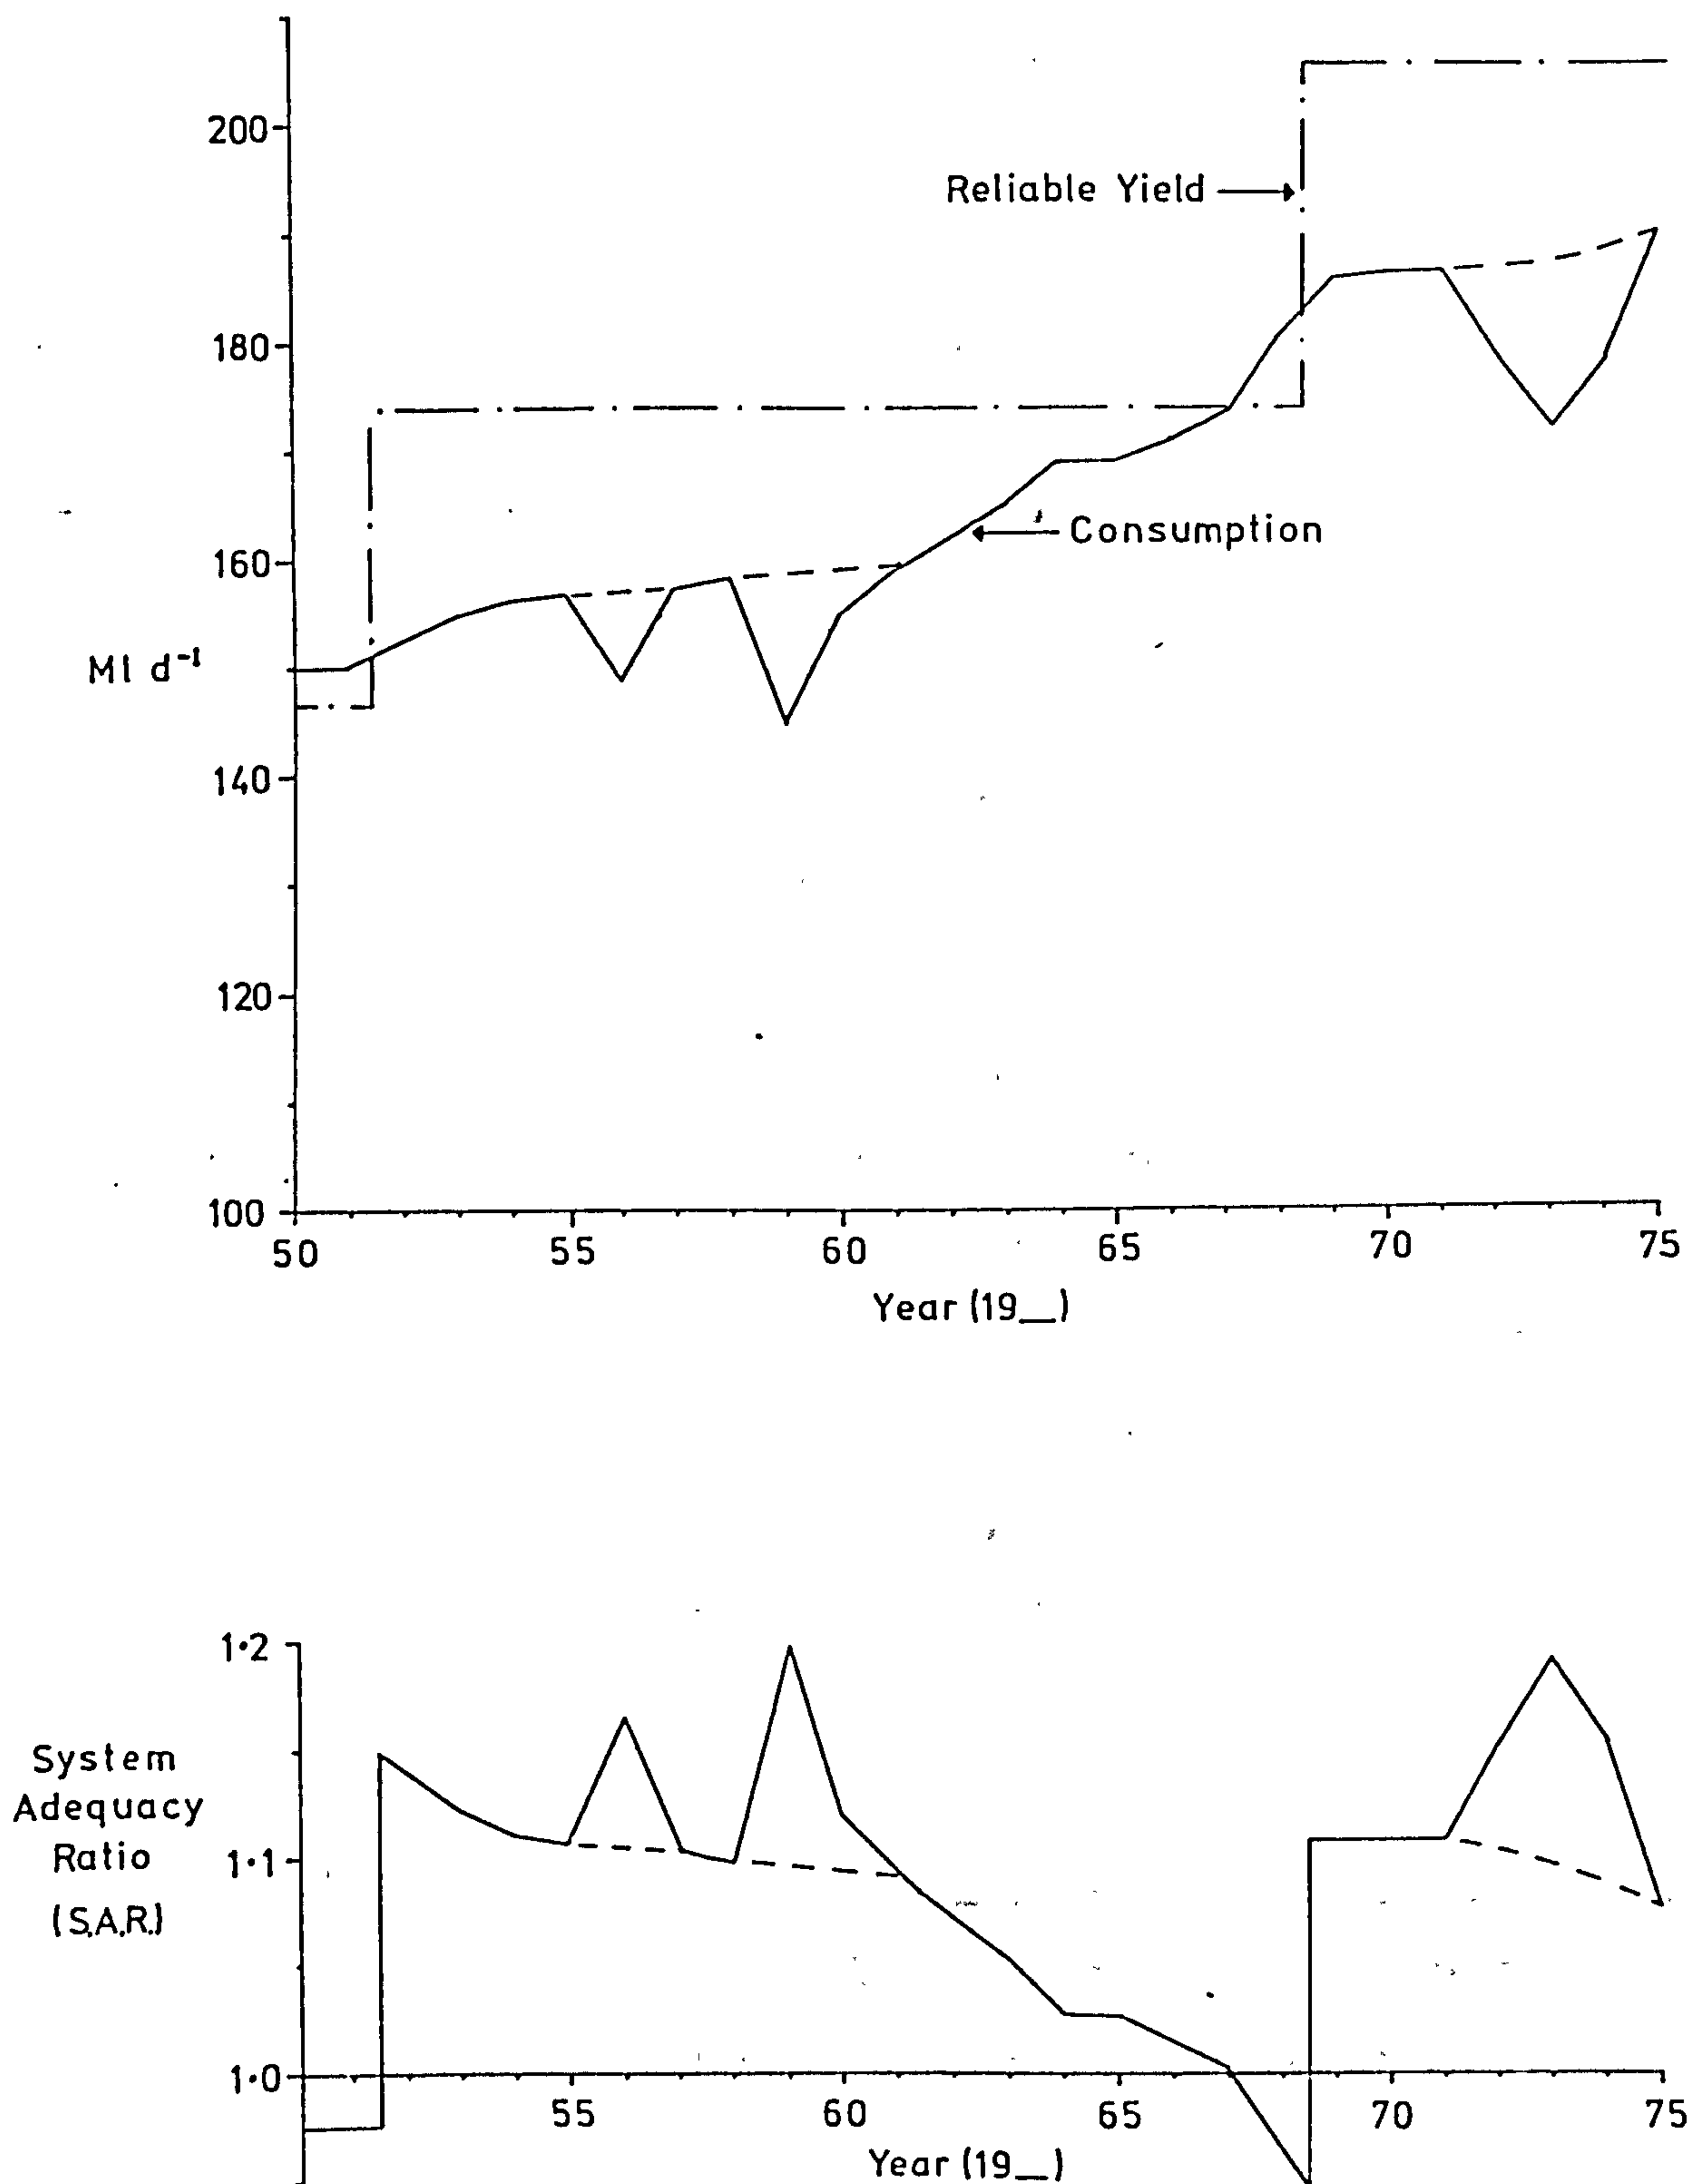 200
Reliable Yield
180
Consumption
160
Ml d⁻¹
140
120
100
50 55 60 65 70 75
Year (19__)
1·2
System
Adequacy
Ratio
1·1
(S.A.R.)
1·0
55 60 65 70 75
Year (19__)